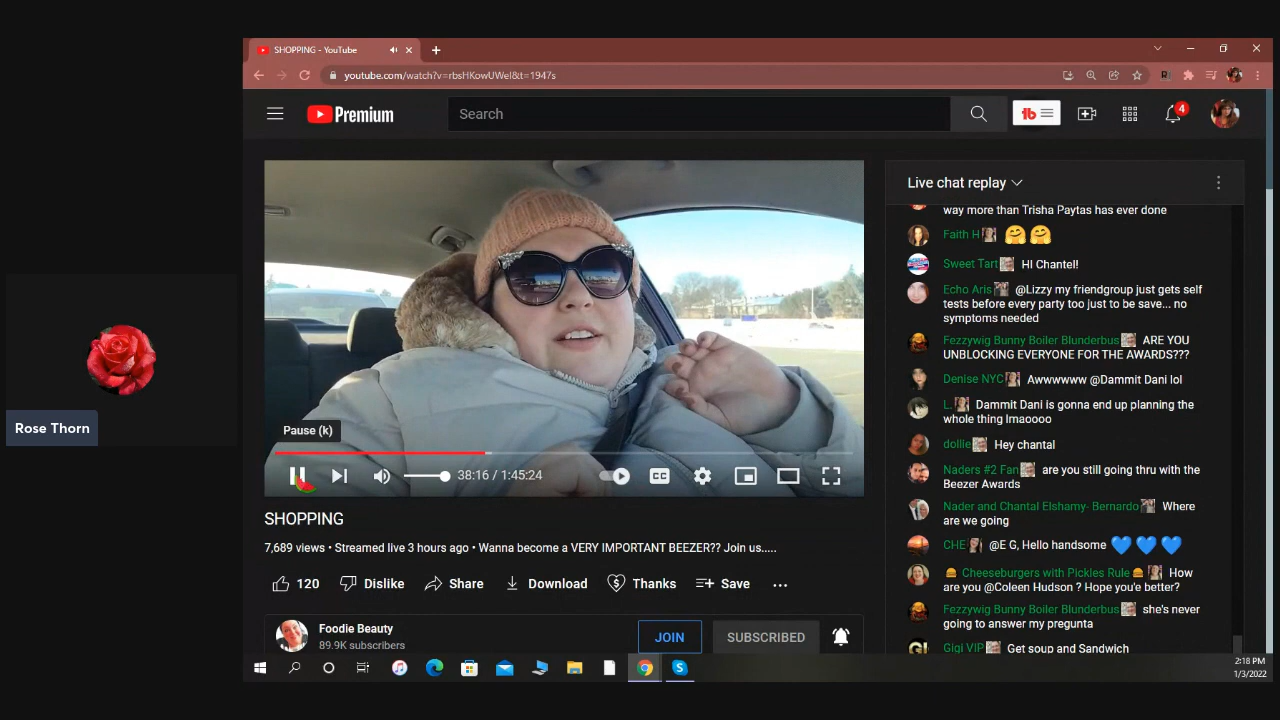 SHOPPING - YouTube
youtube.com/watch?v=rbsHKowUWeI&t=1947s
Premium
Search
4
Live chat replay
way more than Trisha Paytas has ever done
Faith H
Sweet Tart HI Chantel!
Echo Aris @Lizzy my friendgroup just gets self
tests before every party too just to be save... no
symptoms needed
Fezzywig Bunny Boiler Blunderbus ARE YOU
UNBLOCKING EVERYONE FOR THE AWARDS???
Denise NYC Awwwwww @Dammit Dani lol
L. Dammit Dani is gonna end up planning the
whole thing lmaoooo
dollie Hey chantal
Naders #2 Fan are you still going thru with the
Beezer Awards
Nader and Chantal Elshamy- Bernardo Where
are we going
CHE @E G, Hello handsome
Cheeseburgers with Pickles Rule How
are you @Coleen Hudson ? Hope you'e better?
Fezzywig Bunny Boiler Blunderbus she's never
going to answer my pregunta
Gigi VIP Get soup and Sandwich
Rose Thorn
Pause (k)
38:16 / 1:45:24
CC
SHOPPING
7,689 views • Streamed live 3 hours ago • Wanna become a VERY IMPORTANT BEEZER?? Join us.....
120 Dislike Share Download Thanks Save
Foodie Beauty
89.9K subscribers
JOIN
SUBSCRIBED
2:18 PM
1/3/2022